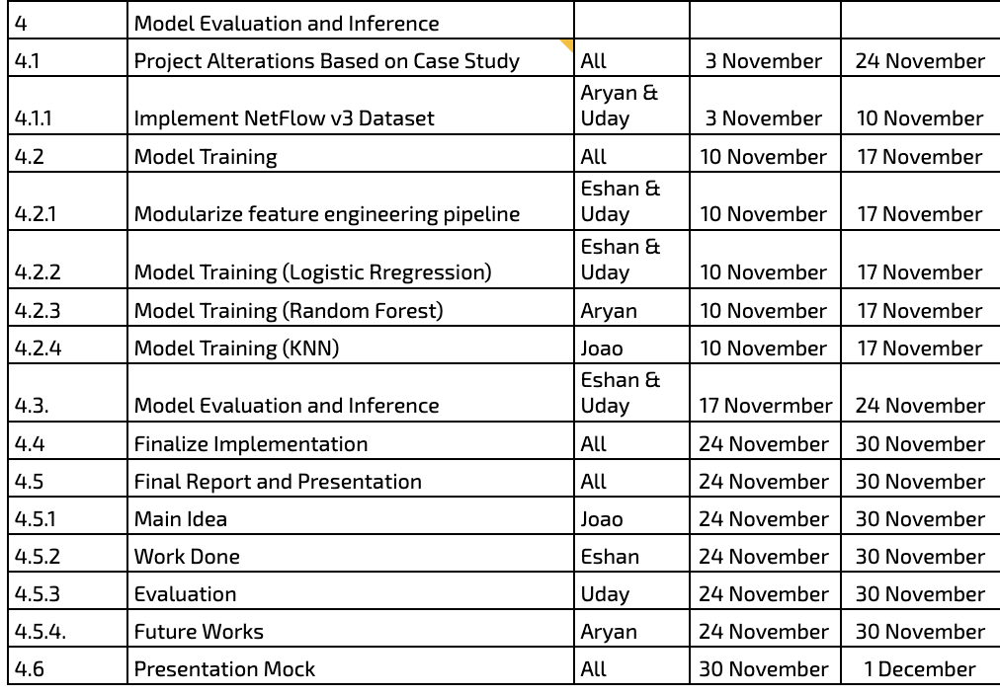 4 Model Evaluation and Inference
4.1 Project Alterations Based on Case Study All 3 November 24 November
Aryan &
4.1.1 Implement NetFlow v3 Dataset Uday 3 November 10 November
4.2 Model Training All 10 November 17 November
Eshan &
4.2.1 Modularize feature engineering pipeline Uday 10 November 17 November
Eshan &
4.2.2 Model Training (Logistic Rregression) Uday 10 November 17 November
4.2.3 Model Training (Random Forest) Aryan 10 November 17 November
4.2.4 Model Training (KNN) Joao 10 November 17 November
Eshan &
4.3. Model Evaluation and Inference Uday 17 Novermber 24 November
4.4 Finalize Implementation All 24 November 30 November
4.5 Final Report and Presentation All 24 November 30 November
4.5.1 Main Idea Joao 24 November 30 November
4.5.2 Work Done Eshan 24 November 30 November
4.5.3 Evaluation Uday 24 November 30 November
4.5.4. Future Works Aryan 24 November 30 November
4.6 Presentation Mock All 30 November 1 December